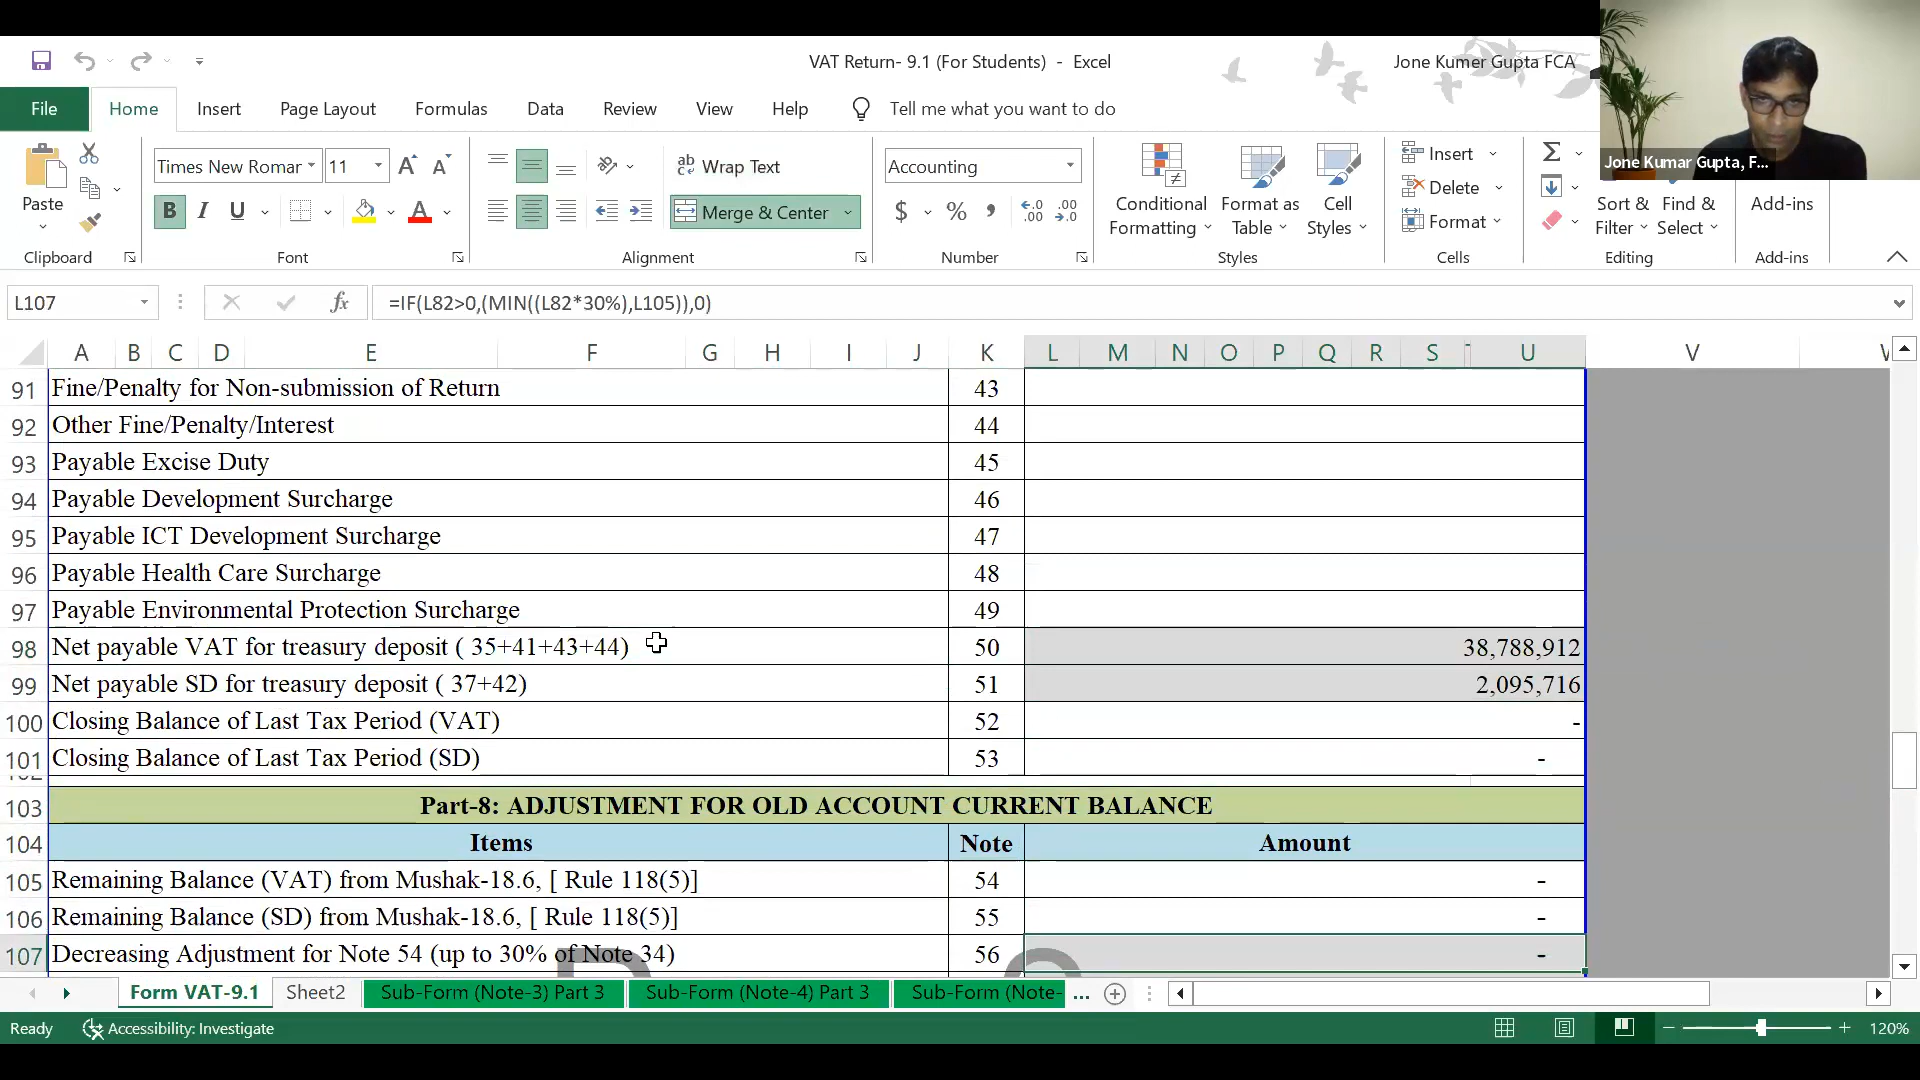 VAT Return- 9.1 (For Students) - Excel
Jone Kumer Gupta FCA
File Home Insert Page Layout Formulas Data Review View Help Tell me what you want to do
Jone Kumar Gupta, F...
Times New Romar 11
Wrap Text
Accounting
Insert
Paste
Delete
B I U
Merge & Center
$ %
Conditional Formatting
Format as Table
Cell Styles
Format
Sort & Filter
Find & Select
Add-ins
Clipboard Font Alignment Number Styles Cells Editing Add-ins
L107 fx =IF(L82>0,(MIN((L82*30%),L105)),0)
A B C D E F G H I J K L M N O P Q R S U V
91 Fine/Penalty for Non-submission of Return 43
92 Other Fine/Penalty/Interest 44
93 Payable Excise Duty 45
94 Payable Development Surcharge 46
95 Payable ICT Development Surcharge 47
96 Payable Health Care Surcharge 48
97 Payable Environmental Protection Surcharge 49
98 Net payable VAT for treasury deposit ( 35+41+43+44) 50 38,788,912
99 Net payable SD for treasury deposit ( 37+42) 51 2,095,716
100 Closing Balance of Last Tax Period (VAT) 52 -
101 Closing Balance of Last Tax Period (SD) 53 -
103 Part-8: ADJUSTMENT FOR OLD ACCOUNT CURRENT BALANCE
104 Items Note Amount
105 Remaining Balance (VAT) from Mushak-18.6, [ Rule 118(5)] 54 -
106 Remaining Balance (SD) from Mushak-18.6, [ Rule 118(5)] 55 -
107 Decreasing Adjustment for Note 54 (up to 30% of Note 34) 56 -
Form VAT-9.1 Sheet2 Sub-Form (Note-3) Part 3 Sub-Form (Note-4) Part 3 Sub-Form (Note- ...
Ready Accessibility: Investigate 120%